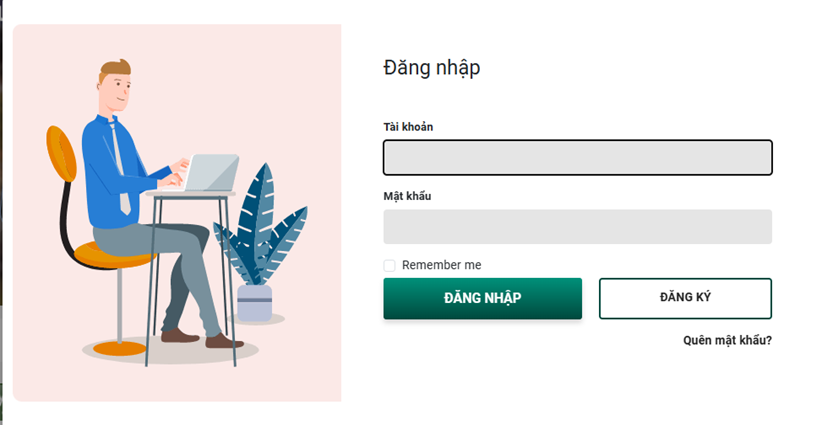 Đăng nhập
Tài khoản
Mật khẩu
Remember me
ĐĂNG NHẬP
ĐĂNG KÝ
Quên mật khẩu?